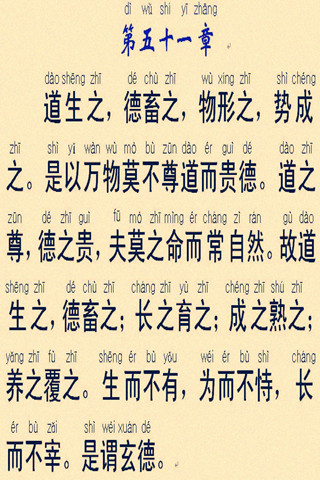 dì wǔ shí yī zhāng
第五十一章
dào shēng zhī dé chù zhī wù xíng zhī shì chéng
道生之，德畜之，物形之，势成
zhī shì yǐ wàn wù mò bù zūn dào ér guì dé dào zhī
之。是以万物莫不尊道而贵德。道之
zūn dé zhī guì fū mò zhī mìng ér cháng zì rán gù dào
尊，德之贵，夫莫之命而常自然。故道
shēng zhī dé chù zhī cháng zhī yù zhī chéng zhī shú zhī
生之，德畜之；长之育之；成之熟之；
yǎng zhī fù zhī shēng ér bù yǒu wéi ér bù shì cháng
养之覆之。生而不有，为而不恃，长
ér bù zǎi shì wèi xuán dé
而不宰。是谓玄德。